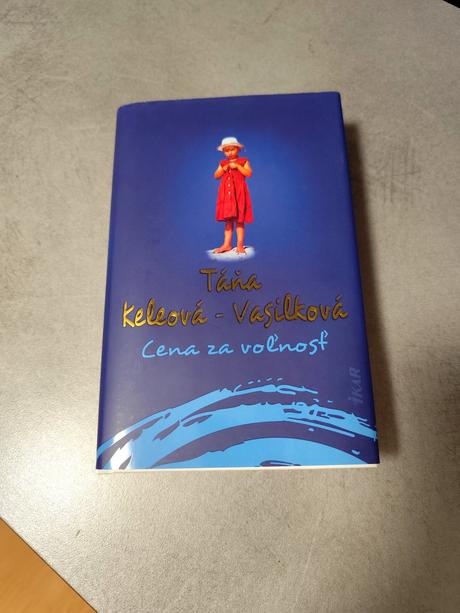 Táňa
Keleová - Vasilková
Cena za voľnosť
IKAR